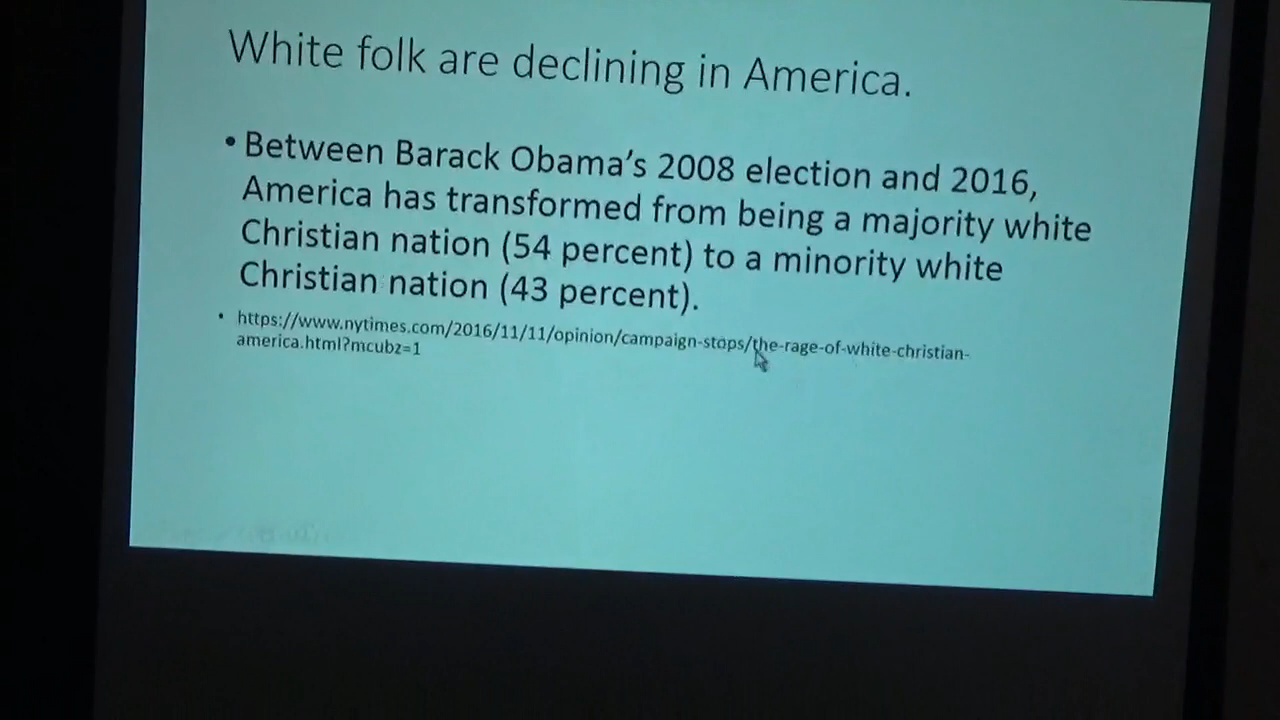 White folk are declining in America.
• Between Barack Obama's 2008 election and 2016,
America has transformed from being a majority white
Christian nation (54 percent) to a minority white
Christian nation (43 percent).
• https://www.nytimes.com/2016/11/11/opinion/campaign-stops/the-rage-of-white-christian-
america.html?mcubz=1